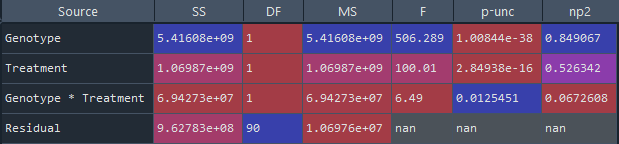 Source SS DF MS F p-unc np2
Genotype 5.41608e+09 1 5.41608e+09 506.289 1.00844e-38 0.849067
Treatment 1.06987e+09 1 1.06987e+09 100.01 2.84938e-16 0.526342
Genotype * Treatment 6.94273e+07 1 6.94273e+07 6.49 0.0125451 0.0672608
Residual 9.62783e+08 90 1.06976e+07 nan nan nan